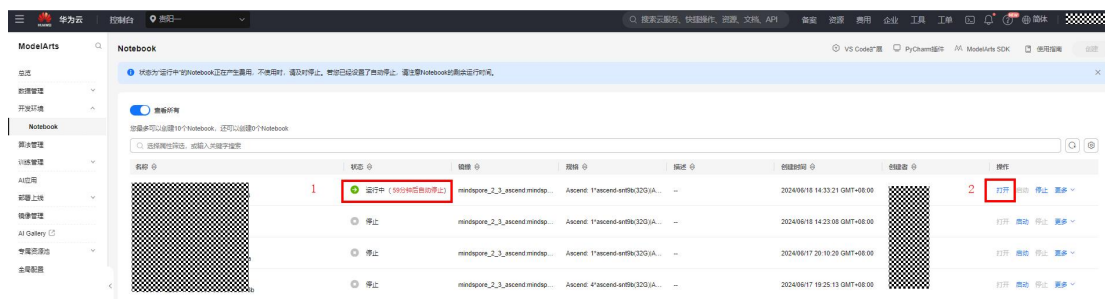 华为云 控制台 贵阳一 搜索云服务、快捷操作、资源、文档、API 备案 资源 费用 企业 工具 工单 简体
ModelArts
Notebook VS Code扩展 PyCharm插件 ModelArts SDK 使用指南 创建
总览
状态为“运行中”的Notebook正在产生费用，不使用时，请及时停止。若您已经设置了自动停止，请注意Notebook的剩余运行时间。
数据管理
开发环境
查看所有
Notebook
您最多可以创建10个Notebook，还可以创建0个Notebook
算法管理
选择属性筛选，或输入关键字搜索
训练管理
名称 状态 镜像 规格 描述 创建时间 创建者 操作
AI应用
1 运行中（59分钟后自动停止） mindspore_2_3_ascend:mindsp... Ascend: 1*ascend-snt9b(32G)|A... -- 2024/06/18 14:33:21 GMT+08:00 2 打开 启动 停止 更多
部署上线
镜像管理
停止 mindspore_2_3_ascend:mindsp... Ascend: 1*ascend-snt9b(32G)|A... -- 2024/06/18 14:23:08 GMT+08:00 打开 启动 停止 更多
AI Gallery
专属资源池
停止 mindspore_2_3_ascend:mindsp... Ascend: 1*ascend-snt9b(32G)|A... -- 2024/06/17 20:10:20 GMT+08:00 打开 启动 停止 更多
全局配置
停止 mindspore_2_3_ascend:mindsp... Ascend: 4*ascend-snt9b(32G)|A... -- 2024/06/17 19:25:13 GMT+08:00 打开 启动 停止 更多